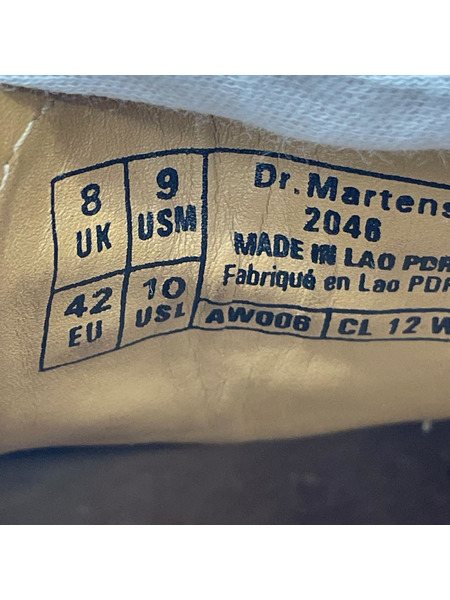 8 UK
9 USM
42 EU
10 USL
Dr. Martens
2046
MADE IN LAO PDR
Fabriqué en Lao PDR
AW006 CL 12 W